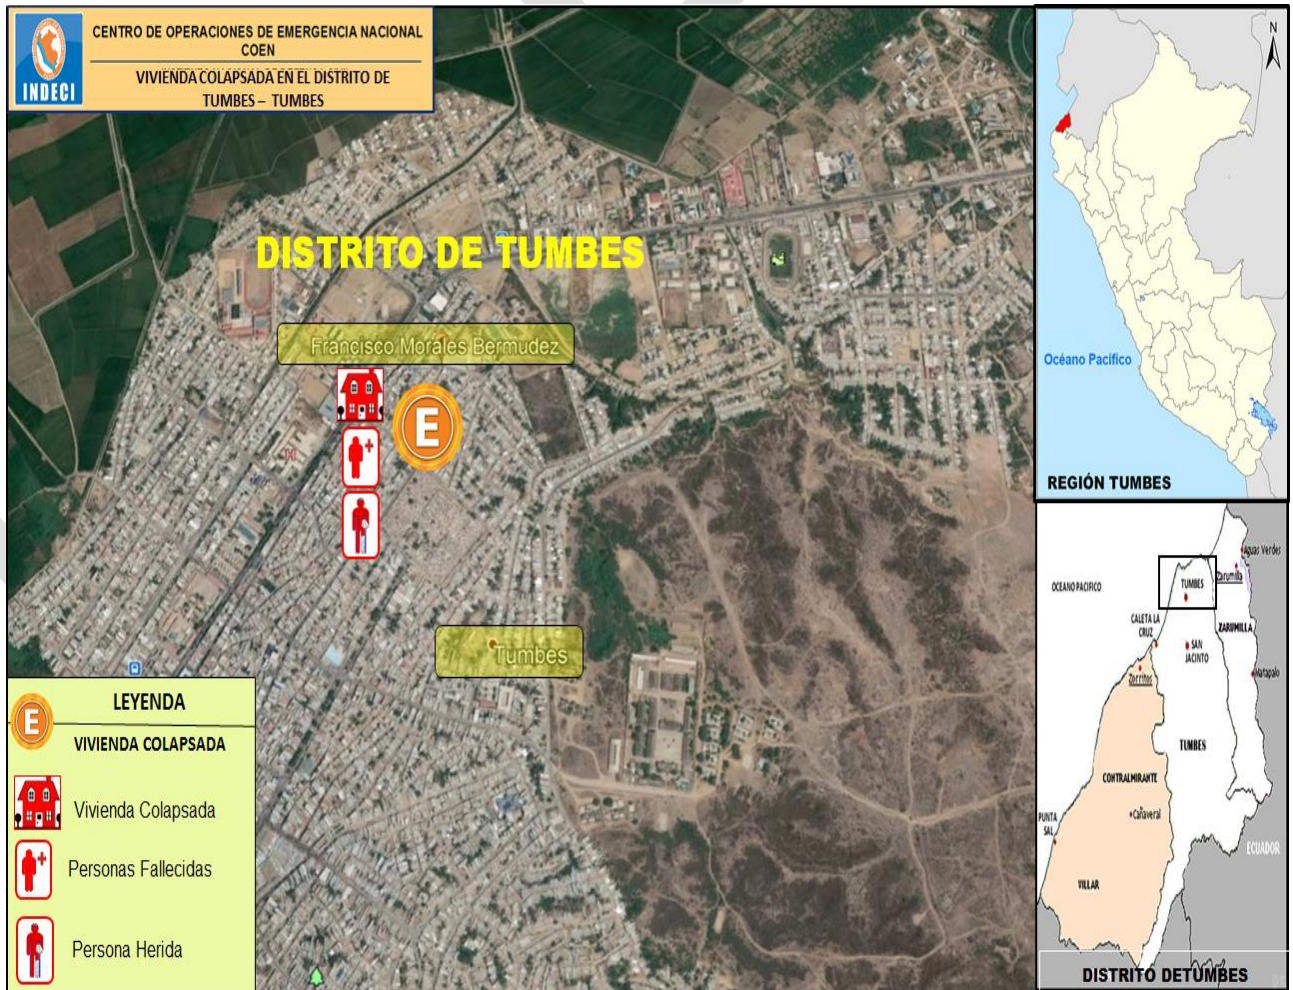 INDECI
CENTRO DE OPERACIONES DE EMERGENCIA NACIONAL
COEN
VIVIENDA COLAPSADA EN EL DISTRITO DE
TUMBES – TUMBES
DISTRITO DE TUMBES
Francisco Morales Bermudez
E
Tumbes
LEYENDA
E
VIVIENDA COLAPSADA
Vivienda Colapsada
Personas Fallecidas
Persona Herida
N
Océano Pacífico
REGIÓN TUMBES
Aguas Verdes
Zarumilla
OCEANO PACIFICO
TUMBES
CALETA LA
CRUZ
ZARUMILLA
SAN
JACINTO
Zorritos
Matapalo
TUMBES
CONTRALMIRANTE
Cañaveral
PUNTA
SAL
ECUADOR
VILLAR
DISTRITO DETUMBES